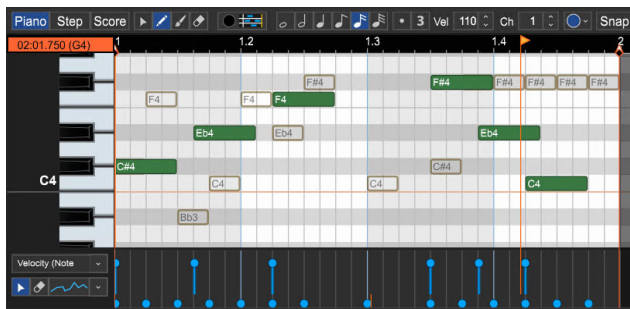 Piano Step Score 3 Vel 110 Ch 1 Snap
02:01.750 (G4) 1 1.2 1.3 1.4 2
F#4 F#4 F#4 F#4 F#4 F#4
F4 F4 F4
Eb4 Eb4 Eb4
C#4 C#4
C4 C4 C4 C4
Bb3
Velocity (Note